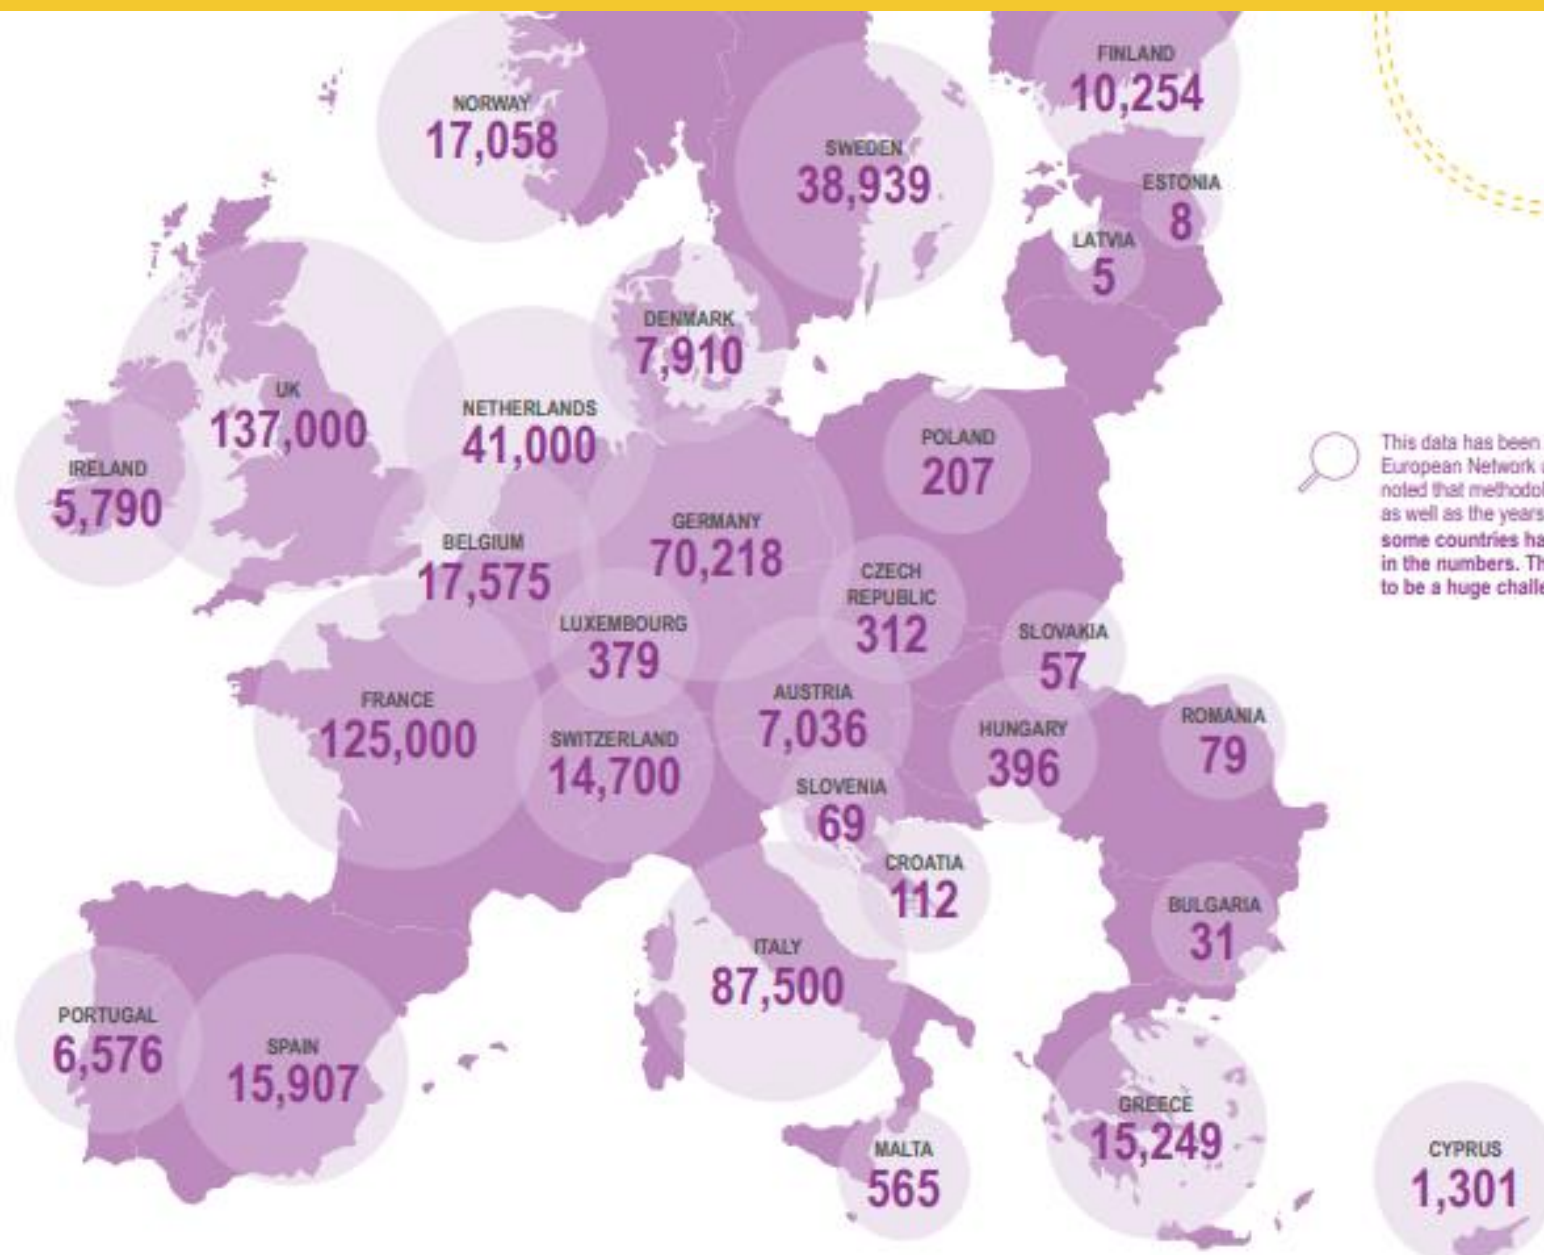 FINLAND
10,254
NORWAY
17,058
SWEDEN
38,939
ESTONIA
8
LATVIA
5
DENMARK
7,910
UK
137,000
NETHERLANDS
41,000
IRELAND
5,790
POLAND
207
This data has been
European Network
noted that
as well as the years
some countries
in the numbers.
to be a huge
GERMANY
70,218
BELGIUM
17,575
CZECH
REPUBLIC
312
LUXEMBOURG
379
SLOVAKIA
57
FRANCE
125,000
AUSTRIA
7,036
SWITZERLAND
14,700
HUNGARY
396
ROMANIA
79
SLOVENIA
69
CROATIA
112
BULGARIA
31
ITALY
87,500
PORTUGAL
6,576
SPAIN
15,907
GREECE
15,249
MALTA
565
CYPRUS
1,301